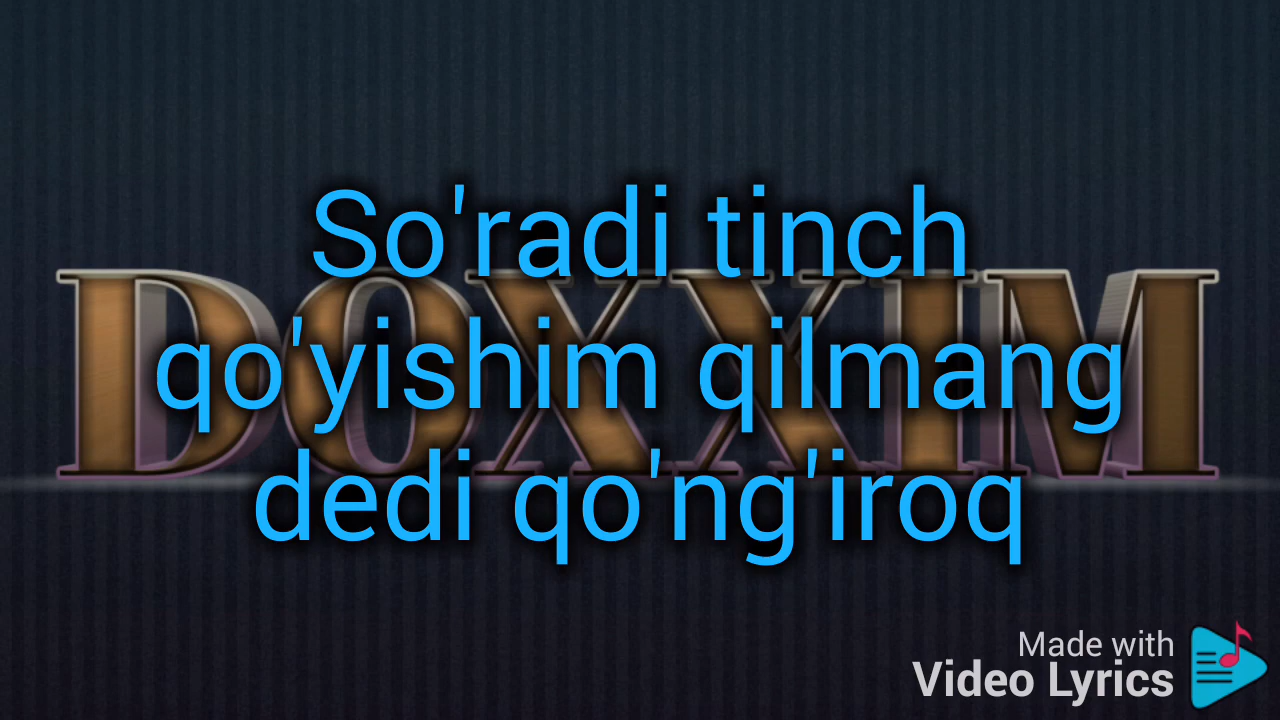 So'radi tinch
DOXXIM
qo'yishim qilmang
dedi qo'ng'iroq
Made with
Video Lyrics